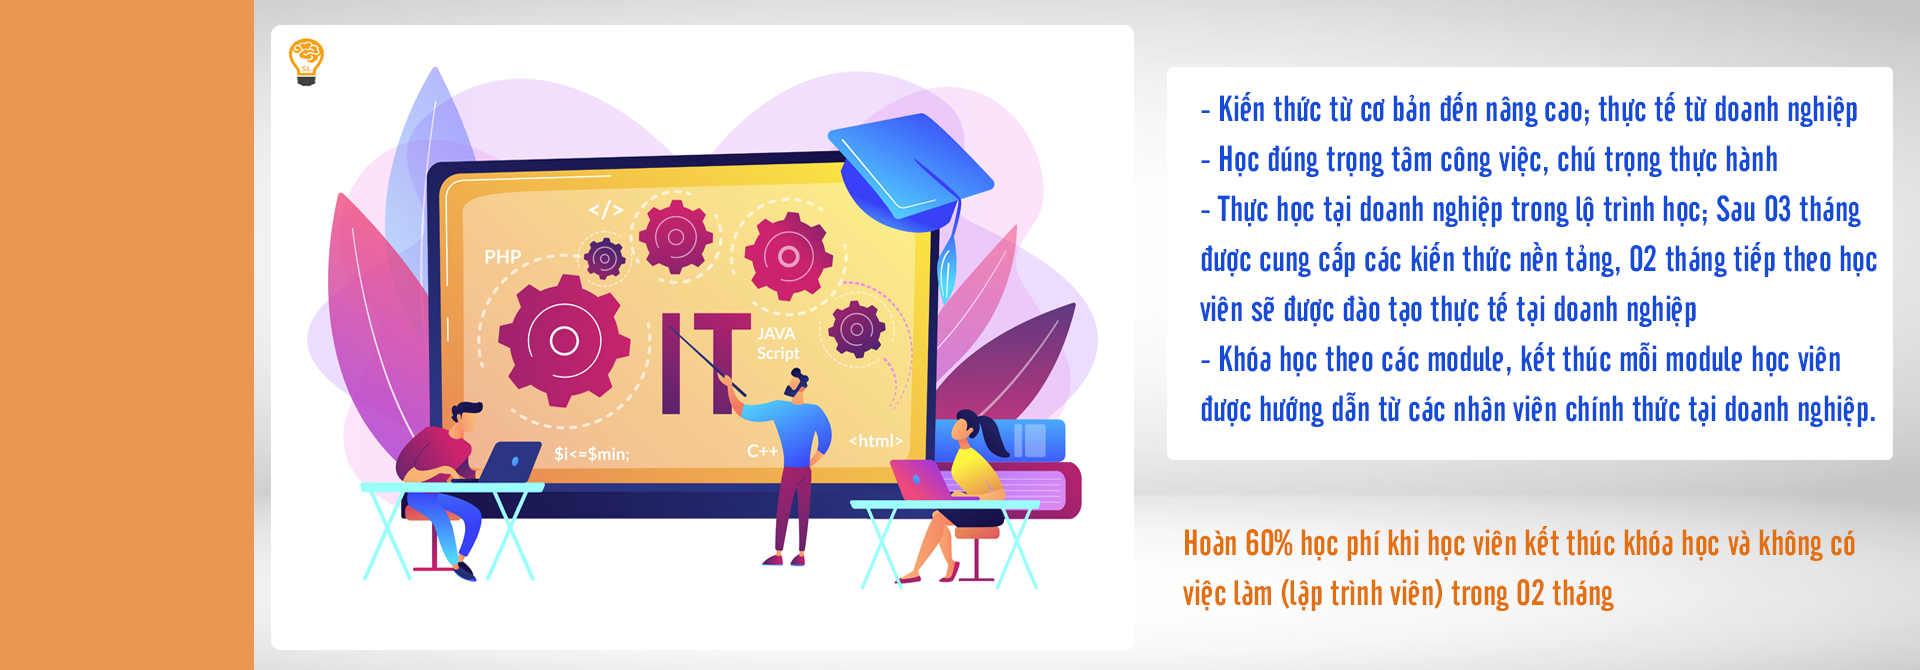 SL
</>
PHP
IT
JAVA
Script
$i<=$min;
C++
<html>
- Kiến thức từ cơ bản đến nâng cao; thực tế từ doanh nghiệp
- Học đúng trọng tâm công việc, chú trọng thực hành
- Thực học tại doanh nghiệp trong lộ trình học; Sau 03 tháng
được cung cấp các kiến thức nền tảng, 02 tháng tiếp theo học
viên sẽ được đào tạo thực tế tại doanh nghiệp
- Khóa học theo các module, kết thúc mỗi module học viên
được hướng dẫn từ các nhân viên chính thức tại doanh nghiệp.
Hoàn 60% học phí khi học viên kết thúc khóa học và không có
việc làm (lập trình viên) trong 02 tháng